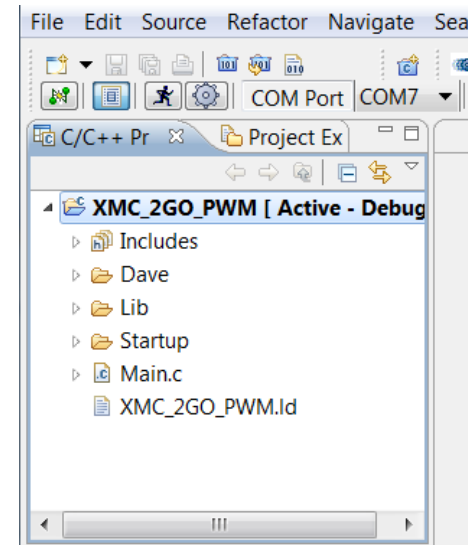 File Edit Source Refactor Navigate Sea
COM Port COM7
C/C++ Pr Project Ex
XMC_2GO_PWM [ Active - Debug
Includes
Dave
Lib
Startup
Main.c
XMC_2GO_PWM.ld